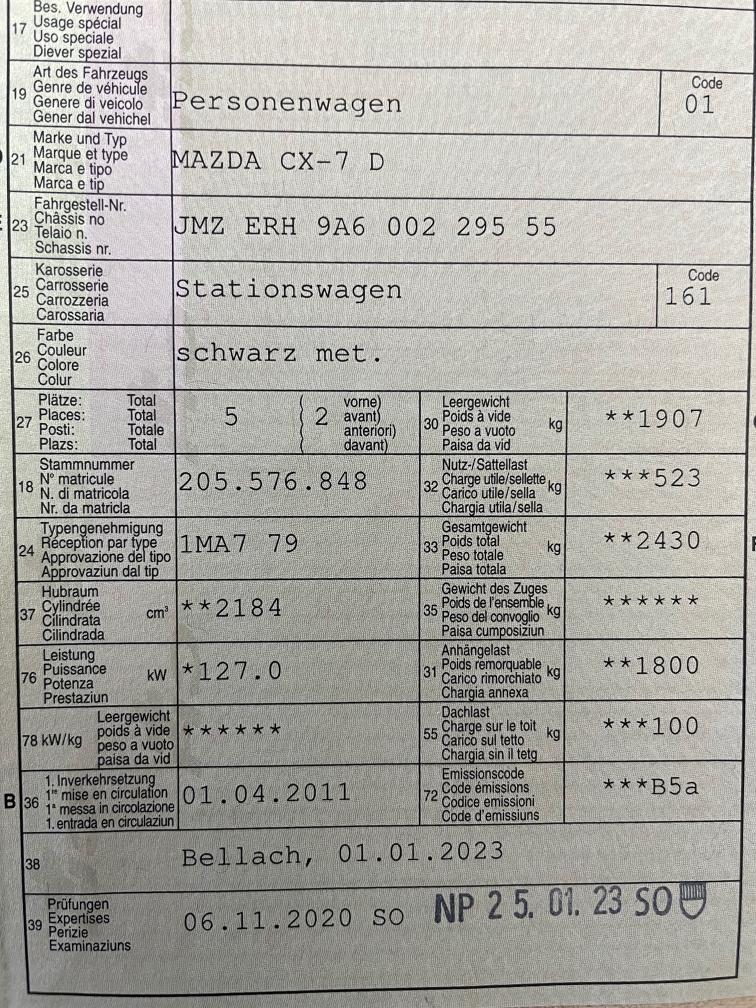 Bes. Verwendung
17 Usage spécial
Uso speciale
Diever spezial
Art des Fahrzeugs
19 Genre de véhicule
Genere di veicolo
Gener dal vehichel
Personenwagen
Code
01
Marke und Typ
21 Marque et type
Marca e tipo
Marca e tip
MAZDA CX-7 D
Fahrgestell-Nr.
23 Châssis no
Telaio n.
Schassis nr.
JMZ ERH 9A6 002 295 55
Karosserie
25 Carrosserie
Carrozzeria
Carossaria
Stationswagen
Code
161
Farbe
26 Couleur
Colore
Colur
schwarz met.
Plätze: Total
27 Places: Total
Posti: Totale
Plazs: Total
5 ( 2 vorne)
avant)
anteriori)
davant)
Leergewicht
30 Poids à vide kg
Peso a vuoto
Paisa da vid
**1907
Stammnummer
18 N° matricule
N. di matricola
Nr. da matricla
205.576.848
Nutz-/Sattellast
32 Charge utile/sellette kg
Carico utile/sella
Chargia utila/sella
***523
Typengenehmigung
24 Réception par type
Approvazione del tipo
Approvaziun dal tip
1MA7 79
Gesamtgewicht
33 Poids total kg
Peso totale
Paisa totala
**2430
Hubraum
37 Cylindrée cm³
Cilindrata
Cilindrada
**2184
Gewicht des Zuges
35 Poids de l'ensemble kg
Peso del convoglio
Paisa cumposiziun
******
Leistung
76 Puissance kW
Potenza
Prestaziun
*127.0
Anhängelast
31 Poids remorquable kg
Carico rimorchiato
Chargia annexa
**1800
Leergewicht
78 kW/kg poids à vide
peso a vuoto
paisa da vid
******
Dachlast
55 Charge sur le toit kg
Carico sul tetto
Chargia sin il tetg
***100
1. Inverkehrsetzung
B 36 1re mise en circulation
1a messa in circolazione
1. entrada en circulaziun
01.04.2011
Emissionscode
72 Code émissions
Codice emissioni
Code d'emissiuns
***B5a
38 Bellach, 01.01.2023
Prüfungen
39 Expertises
Perizie
Examinaziuns
06.11.2020 SO
NP 25. 01. 23 SO